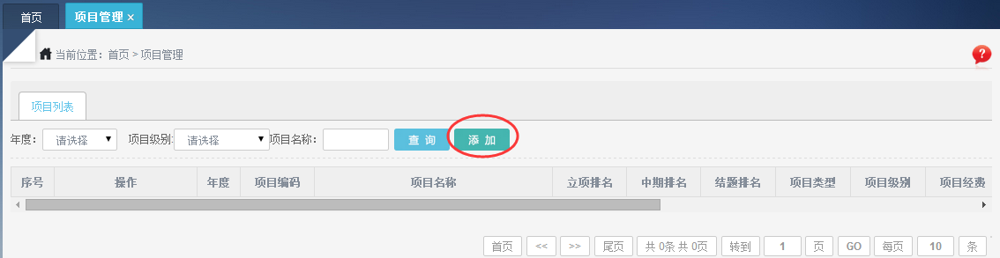 首页 项目管理 ×
当前位置：首页 > 项目管理 ?
项目列表
年度： 请选择 项目级别: 请选择 项目名称： 查 询 添 加
序号 操作 年度 项目编码 项目名称 立项排名 中期排名 结题排名 项目类型 项目级别 项目经费
首页 << >> 尾页 共 0条 共 0页 转到 1 页 GO 每页 10 条